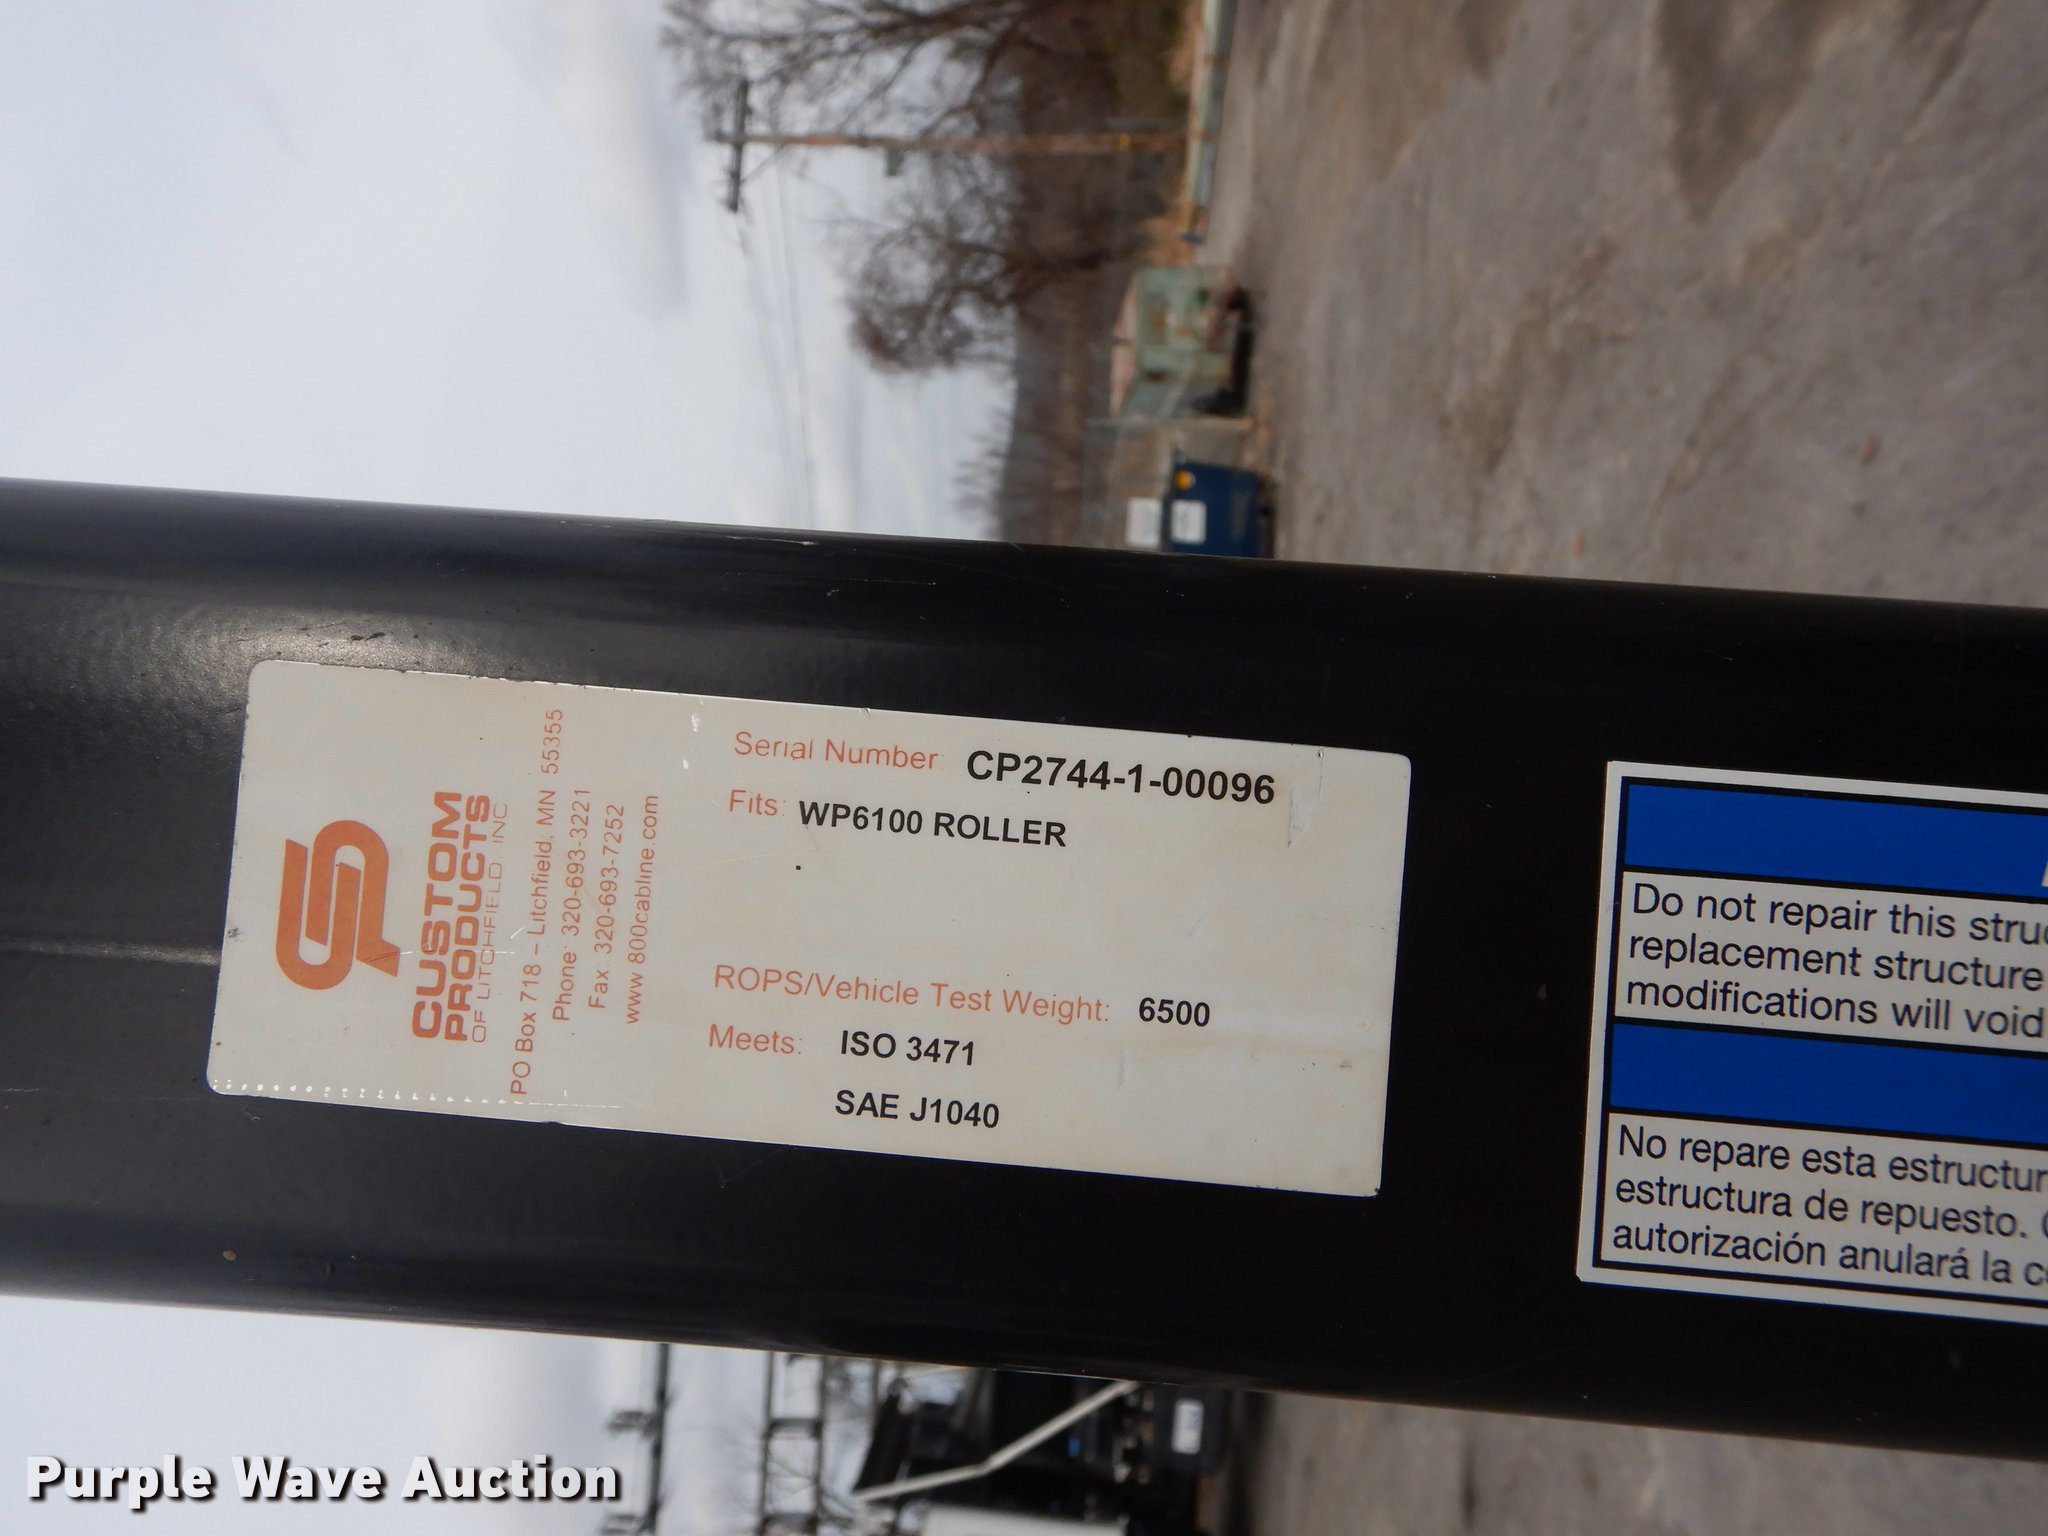 CUSTOM
PRODUCTS
OF LITCHFIELD INC
PO Box 718 – Litchfield, MN 55355
Phone: 320-693-3221
Fax: 320-693-7252
www.800cabline.com
Serial Number CP2744-1-00096
Fits: WP6100 ROLLER
ROPS/Vehicle Test Weight: 6500
Meets: ISO 3471
SAE J1040
Do not repair this
replacement structure
modifications will void
No repare esta
estructura de repuesto.
autorización anulará la
Purple Wave Auction